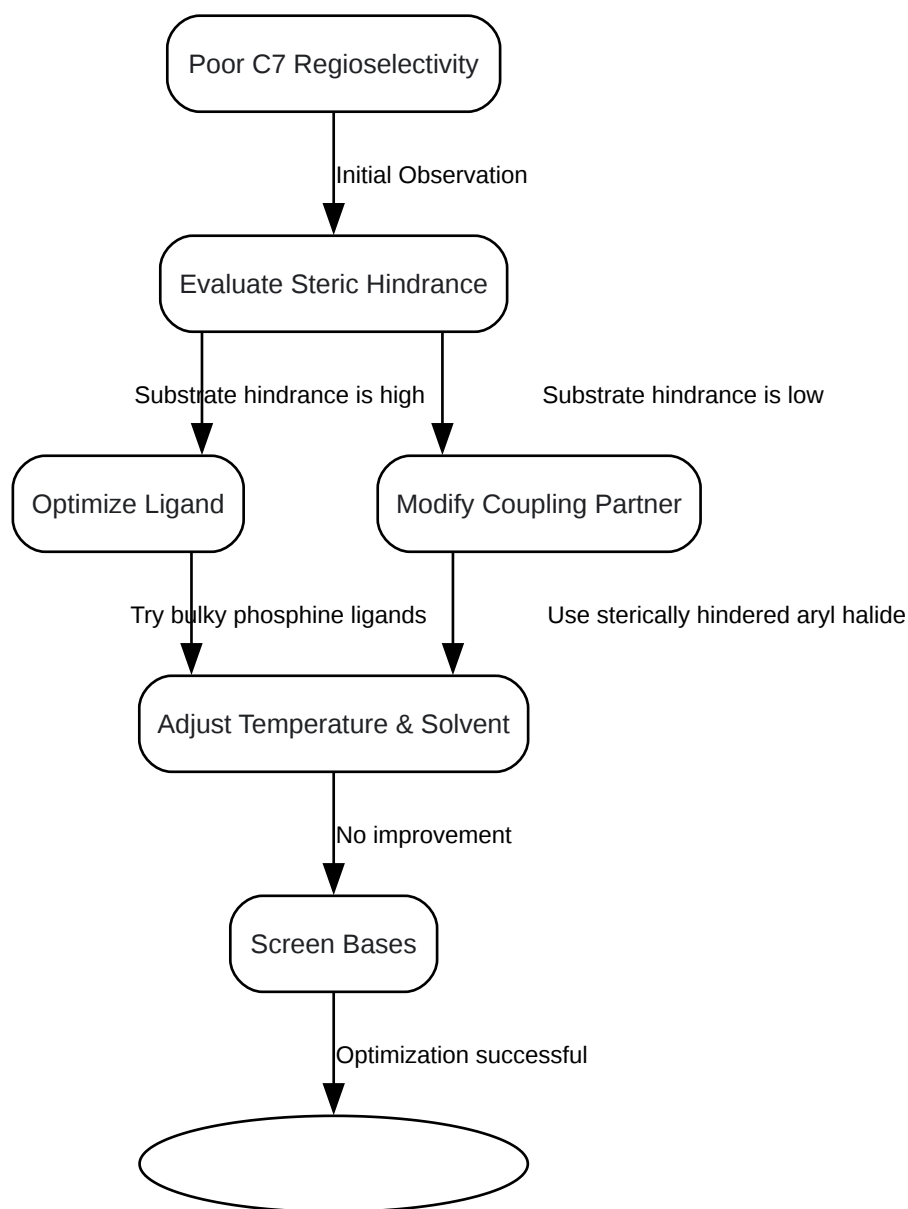 Poor C7 Regioselectivity
Initial Observation
Evaluate Steric Hindrance
Substrate hindrance is high
Substrate hindrance is low
Optimize Ligand
Modify Coupling Partner
Try bulky phosphine ligands
Use sterically hindered aryl halide
Adjust Temperature & Solvent
No improvement
Screen Bases
Optimization successful